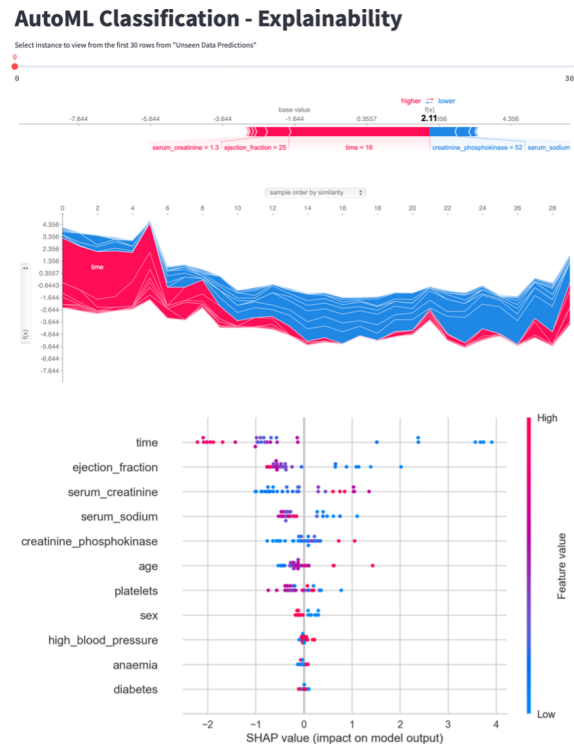 AutoML Classification - Explainability
Select instance to view from the first 30 rows from "Unseen Data Predictions"
0
0 30
higher ⇄ lower
base value f(x)
-7.644 -5.644 -3.644 -1.644 0.3557 2.11 4.356
serum_creatinine = 1.3 ejection_fraction = 25 time = 16 creatinine_phosphokinase = 52 serum_sodium
sample order by similarity
0 2 4 6 8 10 12 14 16 18 20 22 24 26 28
4.356
3.356
2.356
1.356
0.3557
-0.6443
-1.644
-2.644
-3.644
-4.644
-5.644
-6.644
-7.644
time
f(x)
High
time
ejection_fraction
serum_creatinine
serum_sodium
creatinine_phosphokinase
age
platelets
sex
high_blood_pressure
anaemia
diabetes
Feature value
Low
−2 −1 0 1 2 3 4
SHAP value (impact on model output)